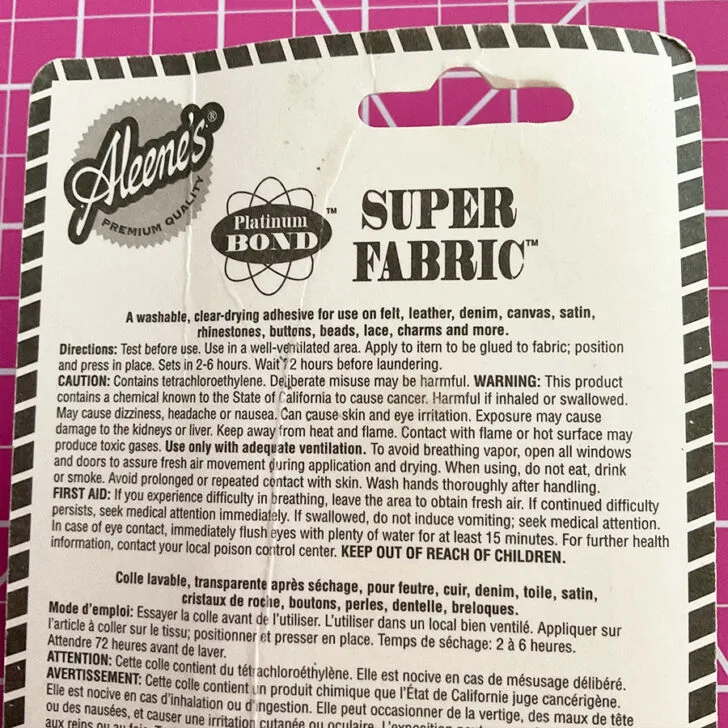 Aleene's®
PREMIUM QUALITY
Platinum
BOND™
SUPER
FABRIC™
A washable, clear-drying adhesive for use on felt, leather, denim, canvas, satin,
rhinestones, buttons, beads, lace, charms and more.
Directions: Test before use. Use in a well-ventilated area. Apply to item to be glued to fabric; position
and press in place. Sets in 2-6 hours. Wait 2 hours before laundering.
CAUTION: Contains tetrachloroethylene. Deliberate misuse may be harmful. WARNING: This product
contains a chemical known to the State of California to cause cancer. Harmful if inhaled or swallowed.
May cause dizziness, headache or nausea. Can cause skin and eye irritation. Exposure may cause
damage to the kidneys or liver. Keep away from heat and flame. Contact with flame or hot surface may
produce toxic gases. Use only with adequate ventilation. To avoid breathing vapor, open all windows
and doors to assure fresh air movement during application and drying. When using, do not eat, drink
or smoke. Avoid prolonged or repeated contact with skin. Wash hands thoroughly after handling.
FIRST AID: If you experience difficulty in breathing, leave the area to obtain fresh air. If continued difficulty
persists, seek medical attention immediately. If swallowed, do not induce vomiting; seek medical attention.
In case of eye contact, immediately flush eyes with plenty of water for at least 15 minutes. For further health
information, contact your local poison control center. KEEP OUT OF REACH OF CHILDREN.
Colle lavable, transparente après séchage, pour feutre, cuir, denim, toile, satin,
cristaux de roche, boutons, perles, dentelle, breloques.
Mode d'emploi: Essayer la colle avant de l'utiliser. L'utiliser dans un local bien ventilé. Appliquer sur
l'article à coller sur le tissu; positionner et presser en place. Temps de séchage: 2 à 6 heures.
Attendre 72 heures avant de laver.
ATTENTION: Cette colle contient du tétrachloroéthylène. Elle est nocive en cas de mésusage délibéré.
AVERTISSEMENT: Cette colle contient un produit chimique que l'État de Californie juge cancérigène.
Elle est nocive en cas d'inhalation ou d'ingestion. Elle peut occasionner de la vertige, des maux de tête
ou des nausées, et causer une irritation cutanée ou oculaire. L'exposition
aux reins ou au